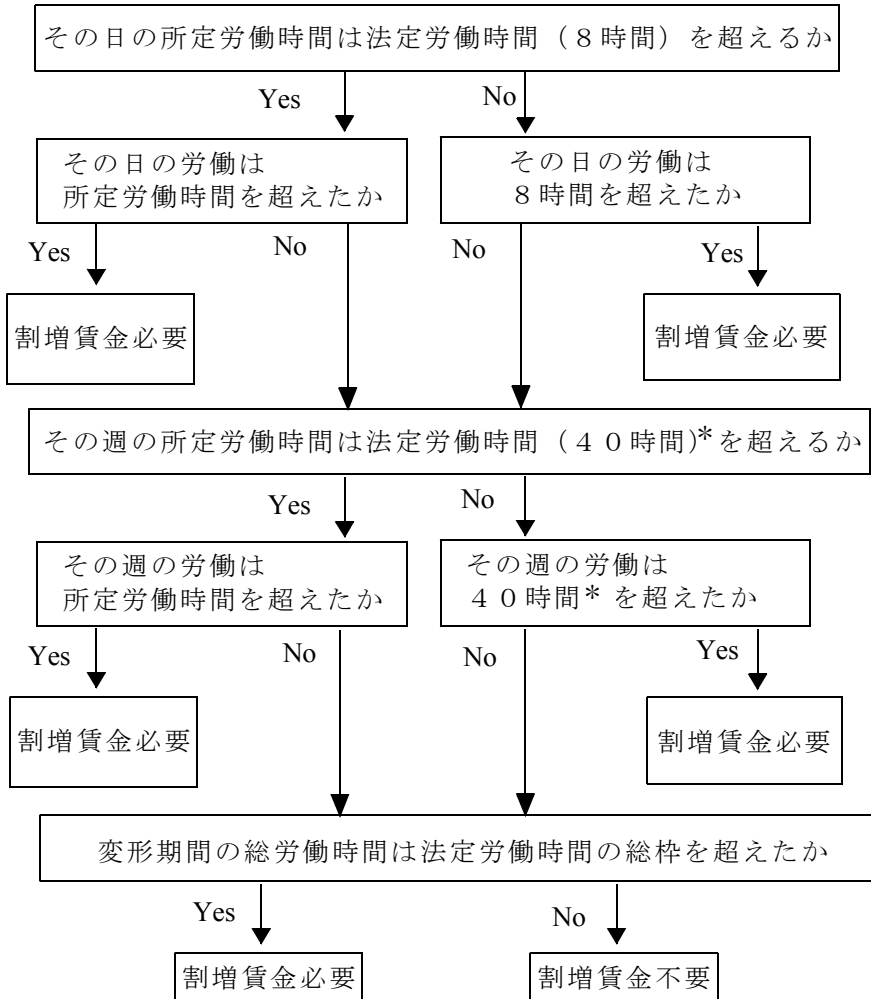 その日の所定労働時間は法定労働時間（８時間）を超えるか
Yes
No
その日の労働は
所定労働時間を超えたか
その日の労働は
８時間を超えたか
Yes
No
No
Yes
割増賃金必要
割増賃金必要
その週の所定労働時間は法定労働時間（４０時間）*を超えるか
Yes
No
その週の労働は
所定労働時間を超えたか
その週の労働は
４０時間*を超えたか
Yes
No
No
Yes
割増賃金必要
割増賃金必要
変形期間の総労働時間は法定労働時間の総枠を超えたか
Yes
No
割増賃金必要
割増賃金不要